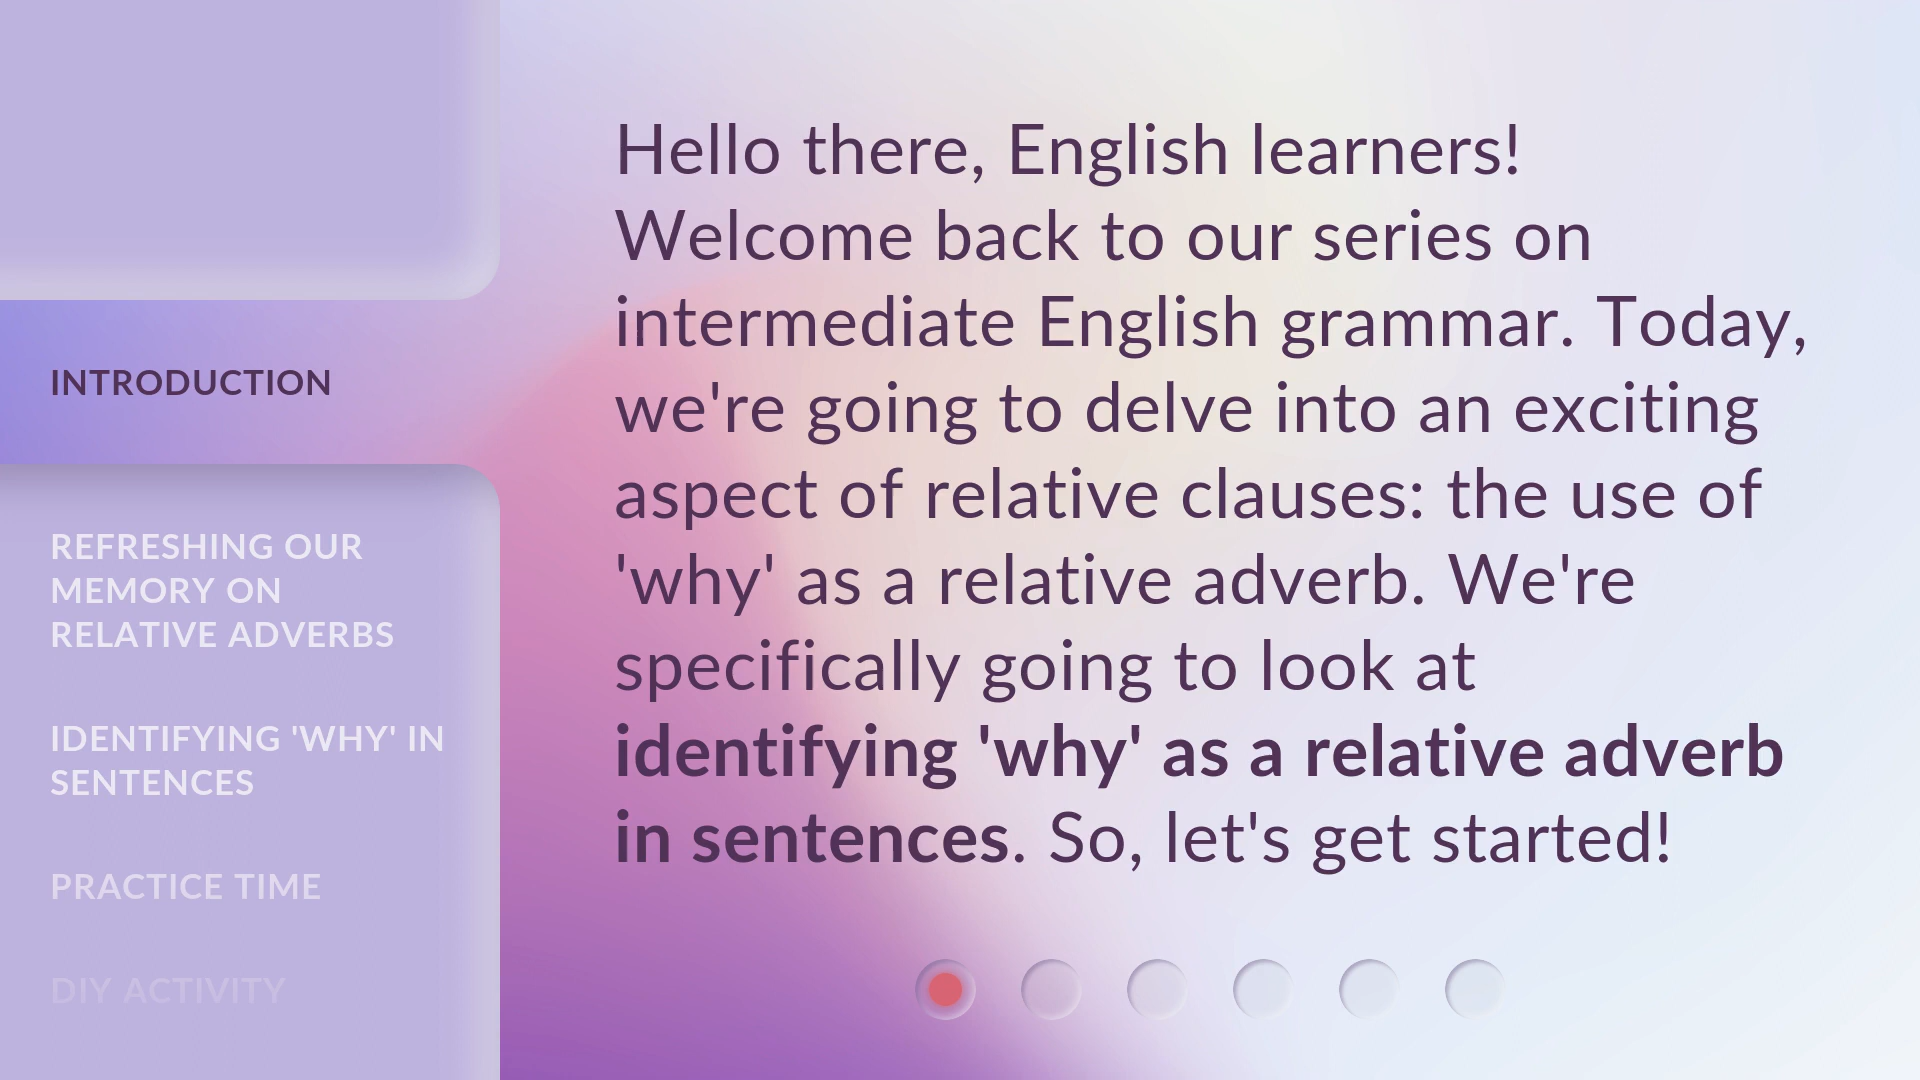 INTRODUCTION
REFRESHING OUR
MEMORY ON
RELATIVE ADVERBS
IDENTIFYING 'WHY' IN
SENTENCES
PRACTICE TIME
DIY ACTIVITY
Hello there, English learners!
Welcome back to our series on
intermediate English grammar. Today,
we're going to delve into an exciting
aspect of relative clauses: the use of
'why' as a relative adverb. We're
specifically going to look at
identifying 'why' as a relative adverb
in sentences. So, let's get started!